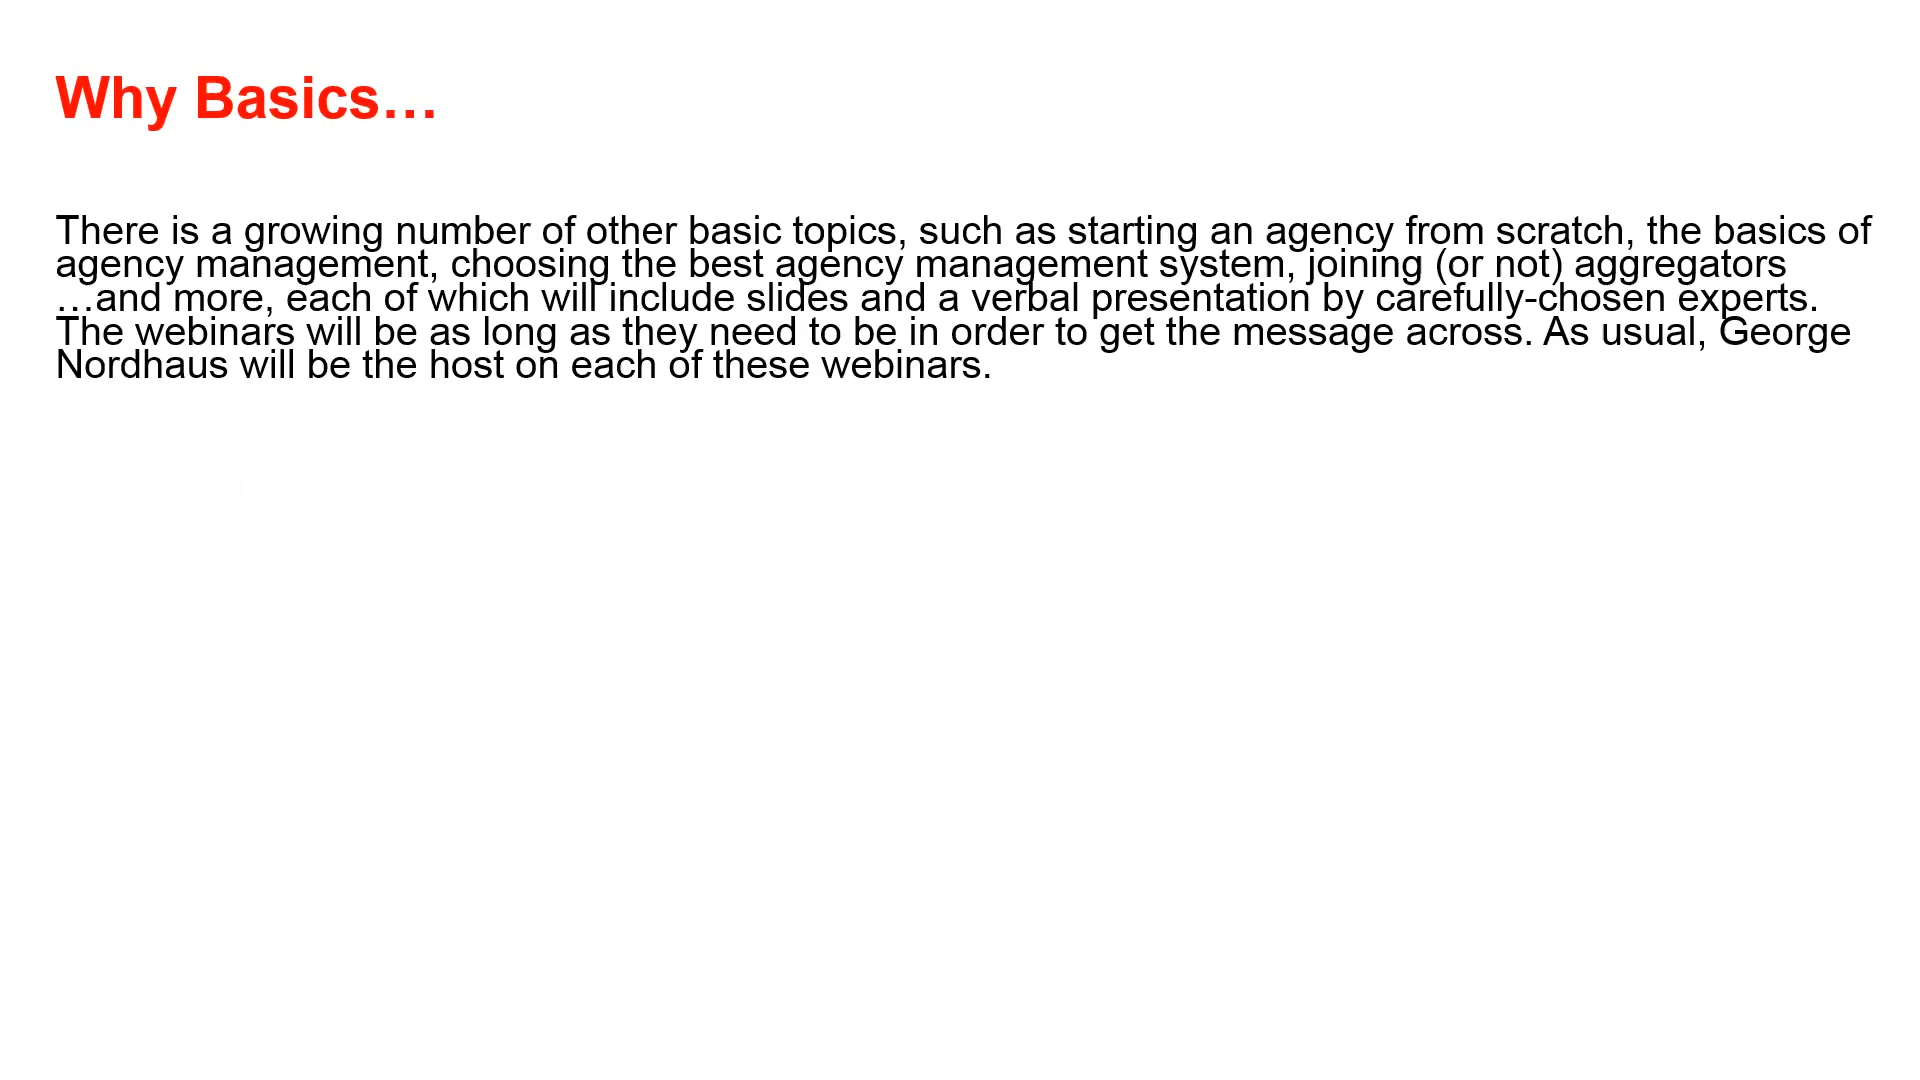 Why Basics…
There is a growing number of other basic topics, such as starting an agency from scratch, the basics of
agency management, choosing the best agency management system, joining (or not) aggregators
…and more, each of which will include slides and a verbal presentation by carefully-chosen experts.
The webinars will be as long as they need to be in order to get the message across. As usual, George
Nordhaus will be the host on each of these webinars.